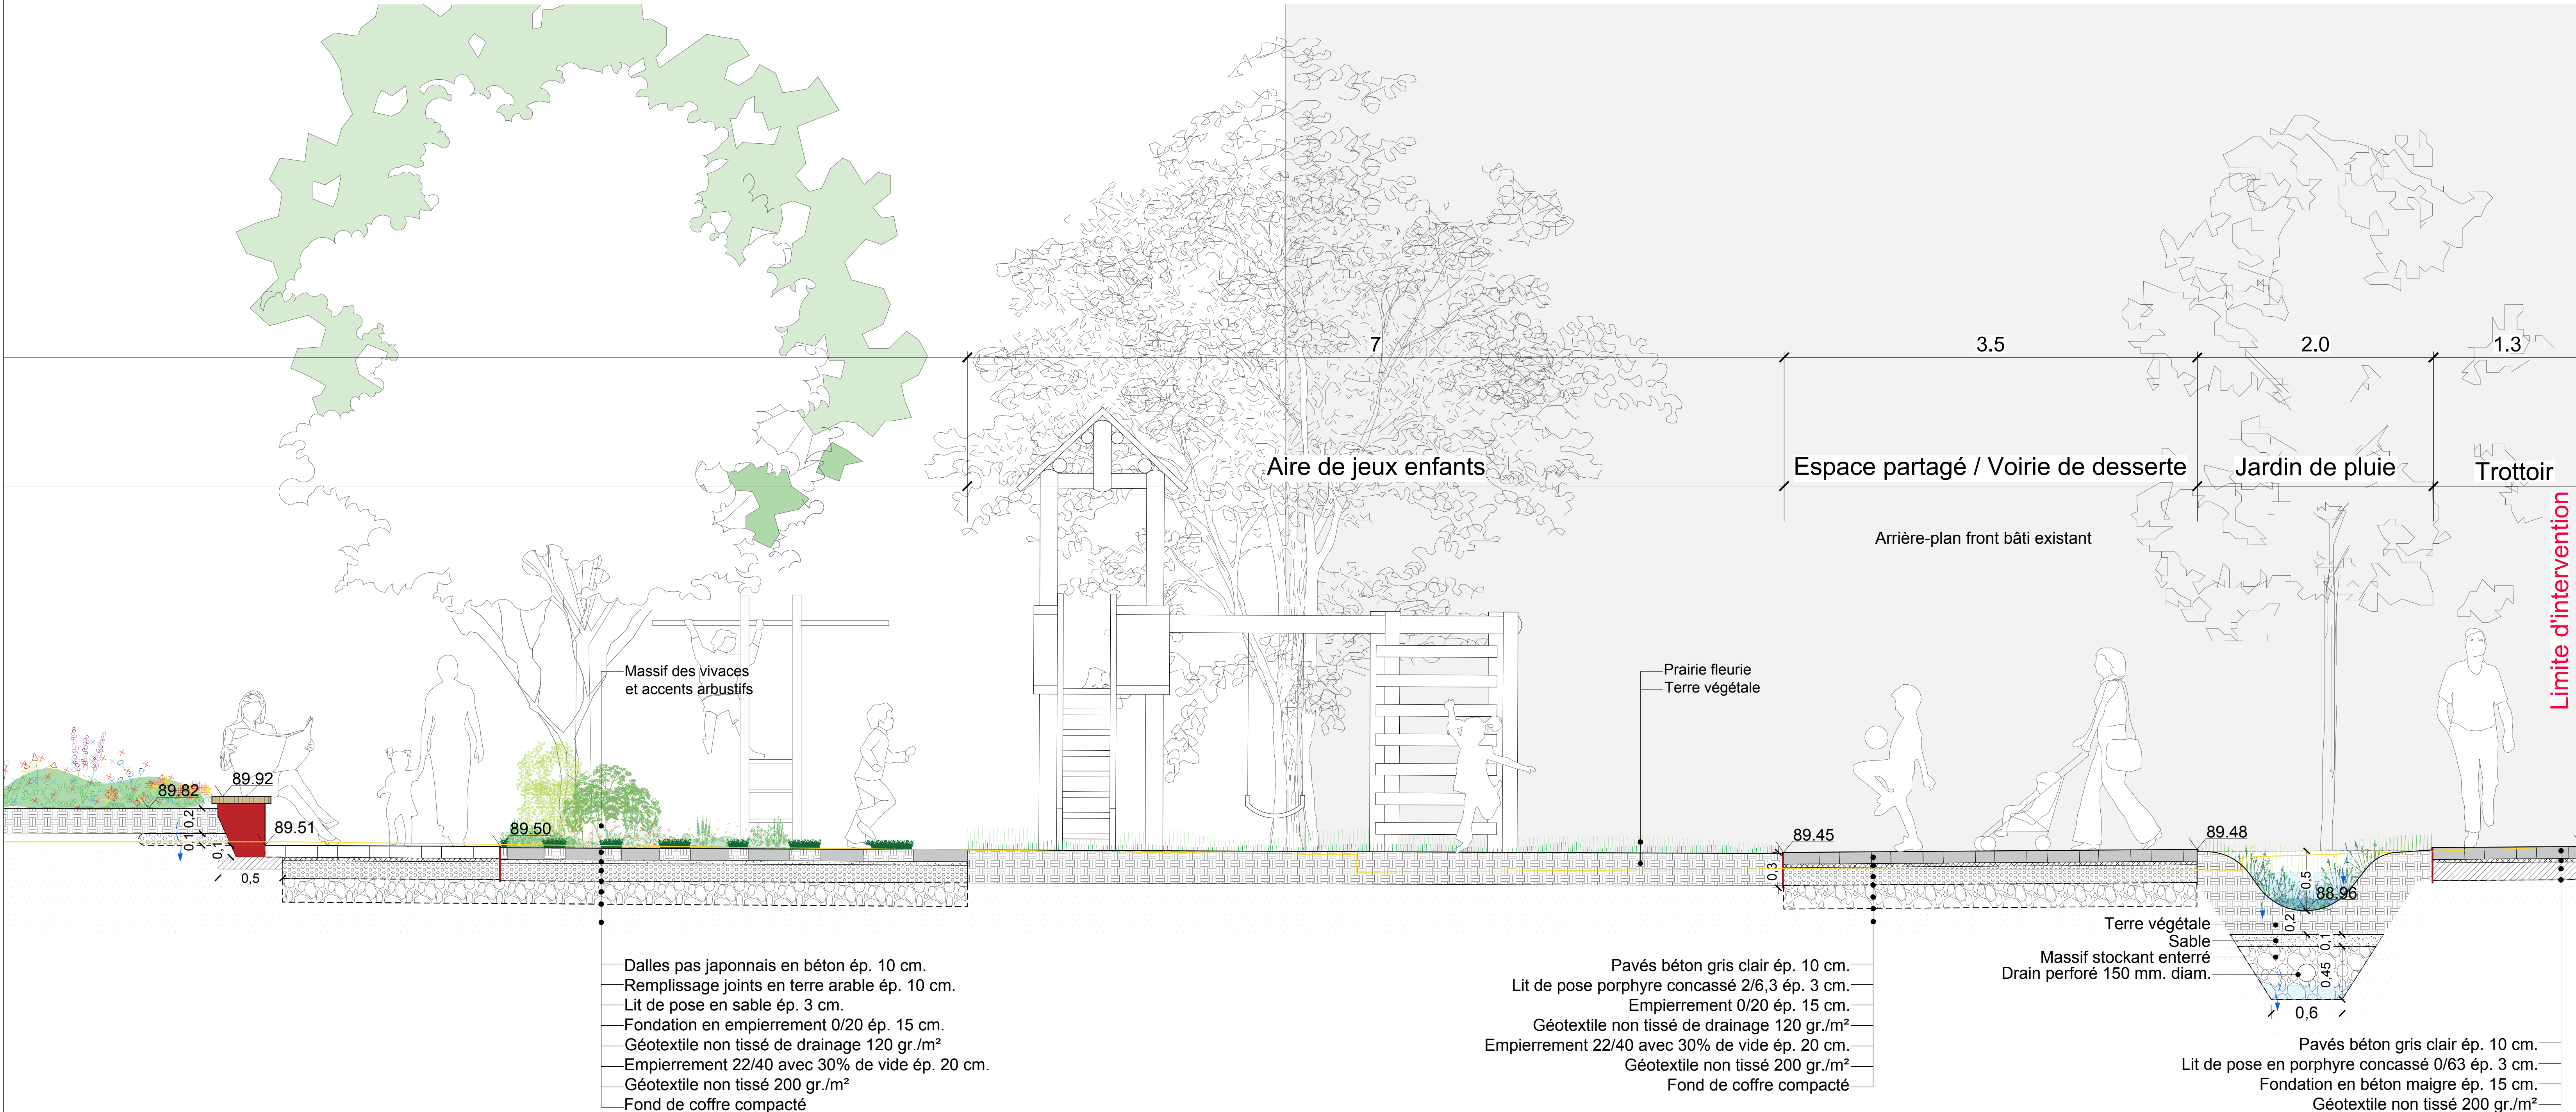 7
3.5
2.0
1.3
Aire de jeux enfants
Espace partagé / Voirie de desserte
Jardin de pluie
Trottoir
Limite d'intervention
Arrière-plan front bâti existant
Massif des vivaces
et accents arbustifs
Prairie fleurie
Terre végétale
89.92
89.82
0,2
0,1
0,1
89.51
89.50
0,5
89.45
0,3
89.48
0,5
88.96
0,2
0,1
0,45
0,6
Terre végétale
Sable
Massif stockant enterré
Drain perforé 150 mm. diam.
Dalles pas japonnais en béton ép. 10 cm.
Remplissage joints en terre arable ép. 10 cm.
Lit de pose en sable ép. 3 cm.
Fondation en empierrement 0/20 ép. 15 cm.
Géotextile non tissé de drainage 120 gr./m²
Empierrement 22/40 avec 30% de vide ép. 20 cm.
Géotextile non tissé 200 gr./m²
Fond de coffre compacté
Pavés béton gris clair ép. 10 cm.
Lit de pose porphyre concassé 2/6,3 ép. 3 cm.
Empierrement 0/20 ép. 15 cm.
Géotextile non tissé de drainage 120 gr./m²
Empierrement 22/40 avec 30% de vide ép. 20 cm.
Géotextile non tissé 200 gr./m²
Fond de coffre compacté
Pavés béton gris clair ép. 10 cm.
Lit de pose en porphyre concassé 0/63 ép. 3 cm.
Fondation en béton maigre ép. 15 cm.
Géotextile non tissé 200 gr./m²